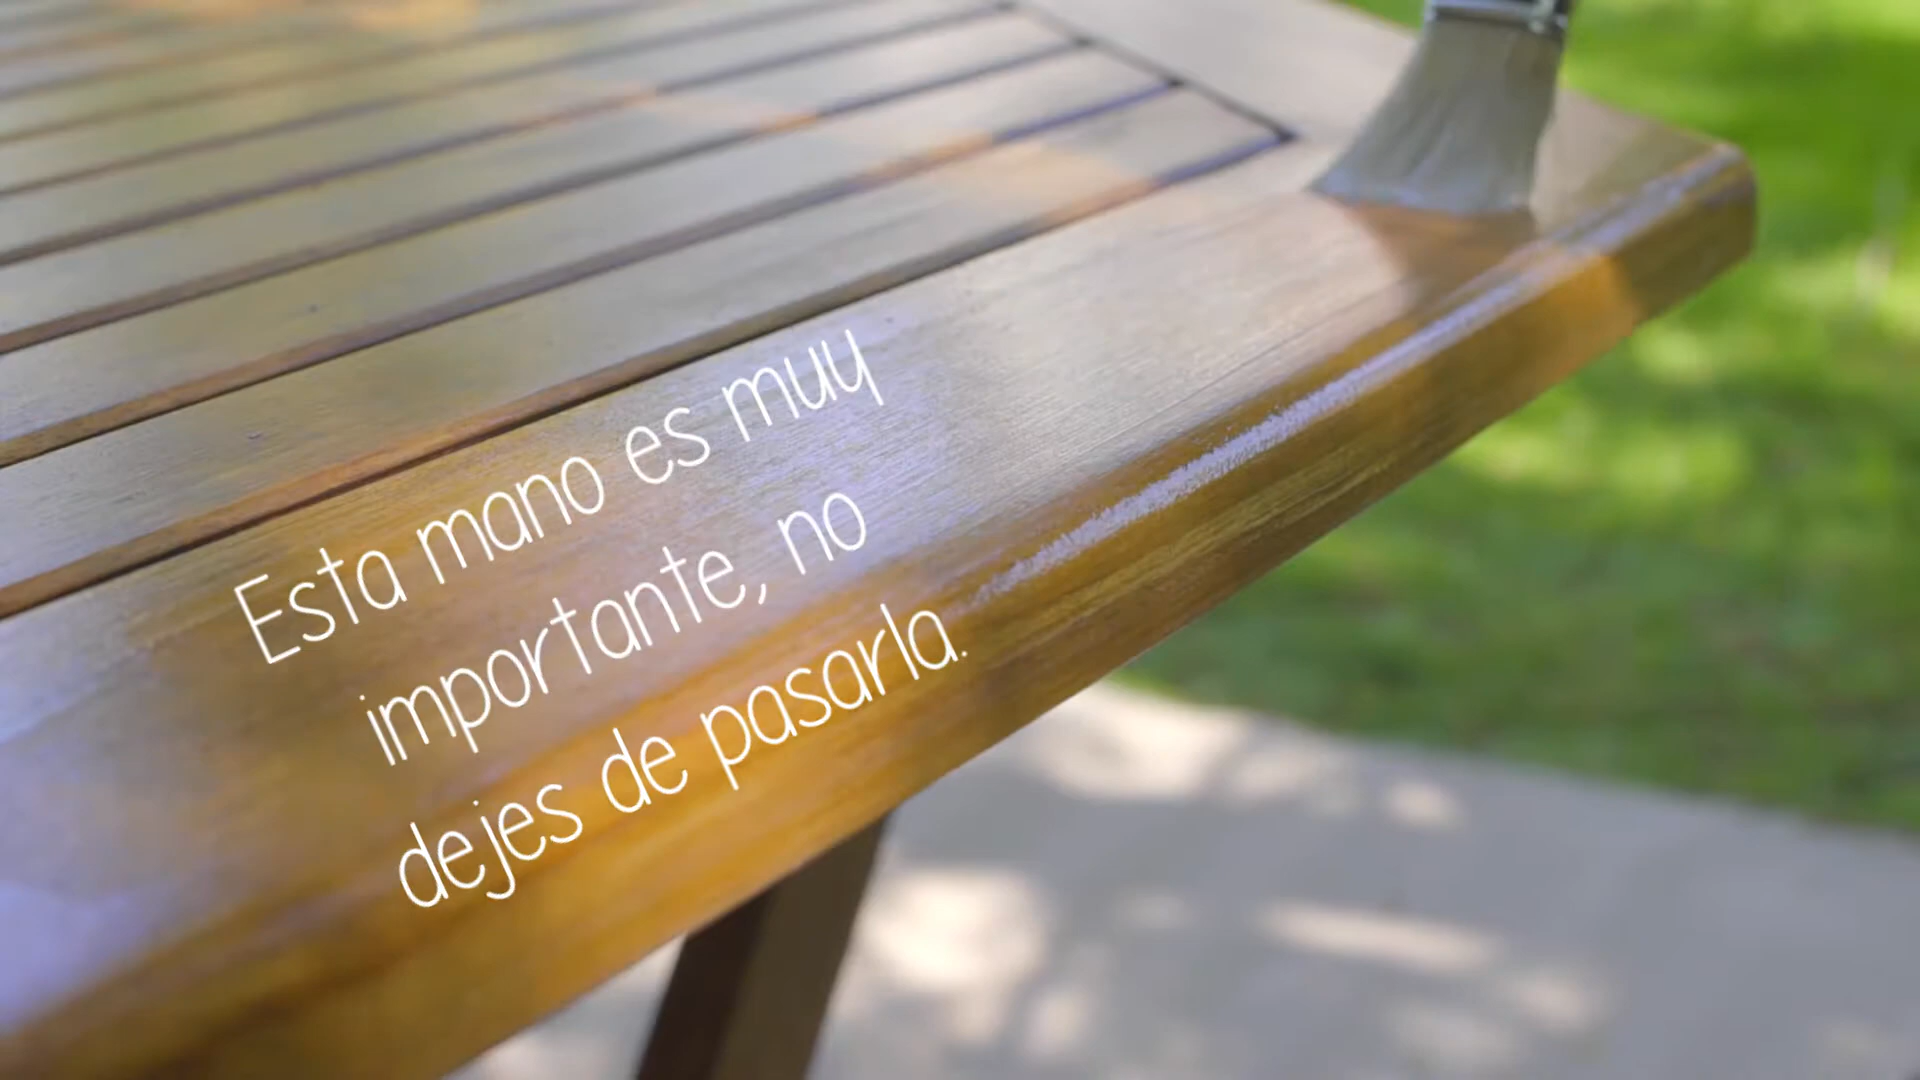 Esta mano es muy
importante, no
dejes de pasarla.